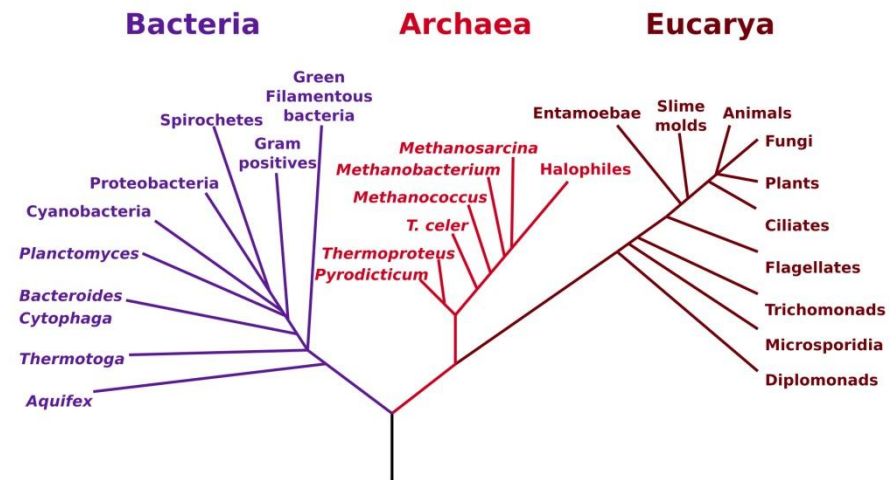 Bacteria
Archaea
Eucarya
Green
Filamentous
bacteria
Spirochetes
Gram
positives
Proteobacteria
Cyanobacteria
Planctomyces
Bacteroides
Cytophaga
Thermotoga
Aquifex
Methanosarcina
Methanobacterium
Halophiles
Methanococcus
T. celer
Thermoproteus
Pyrodicticum
Entamoebae
Slime
molds
Animals
Fungi
Plants
Ciliates
Flagellates
Trichomonads
Microsporidia
Diplomonads